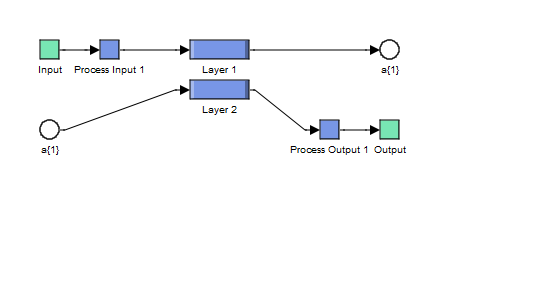 Input Process Input 1 Layer 1 a{1}
Layer 2
a{1} Process Output 1 Output